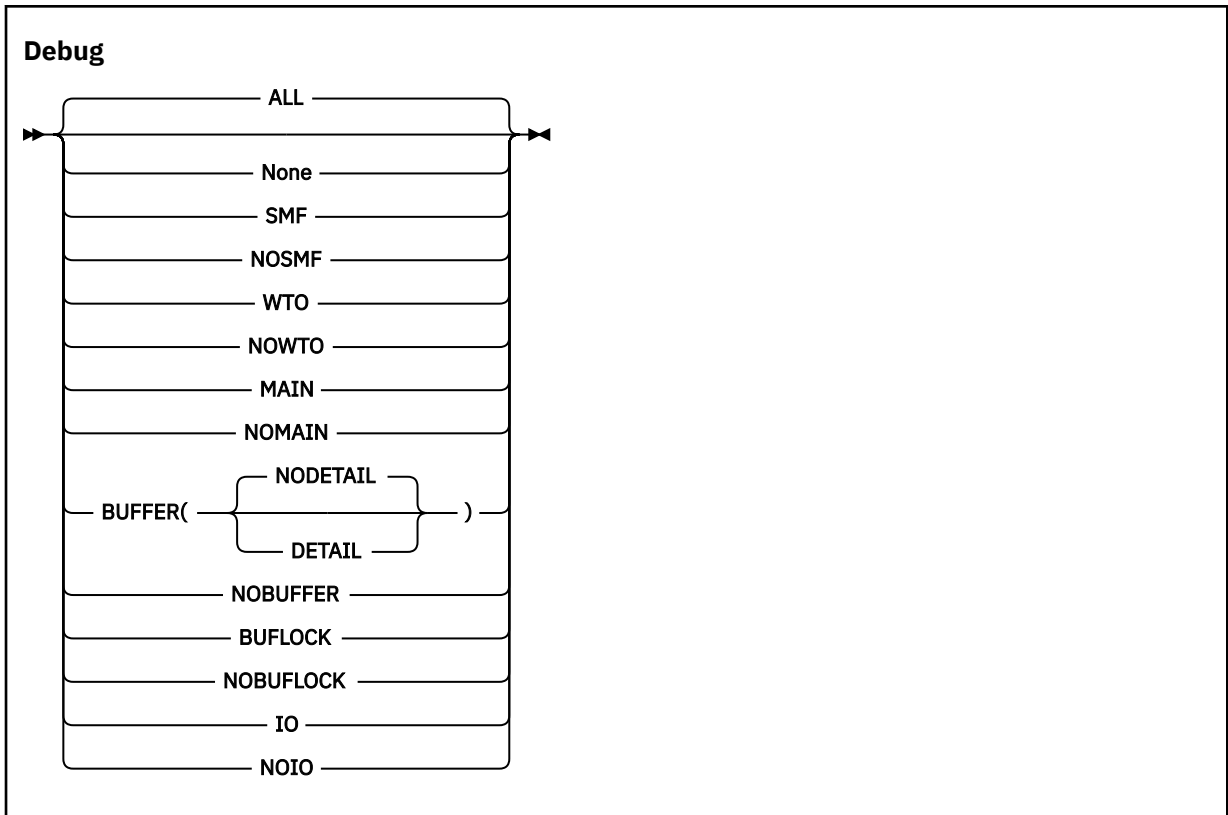 Debug
ALL
None
SMF
NOSMF
WTO
NOWTO
MAIN
NOMAIN
NODETAIL
BUFFER( )
DETAIL
NOBUFFER
BUFLOCK
NOBUFLOCK
IO
NOIO